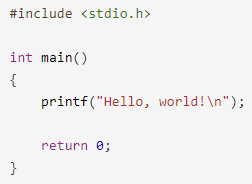 #include <stdio.h>

int main()
{
    printf("Hello, world!\n");

    return 0;
}